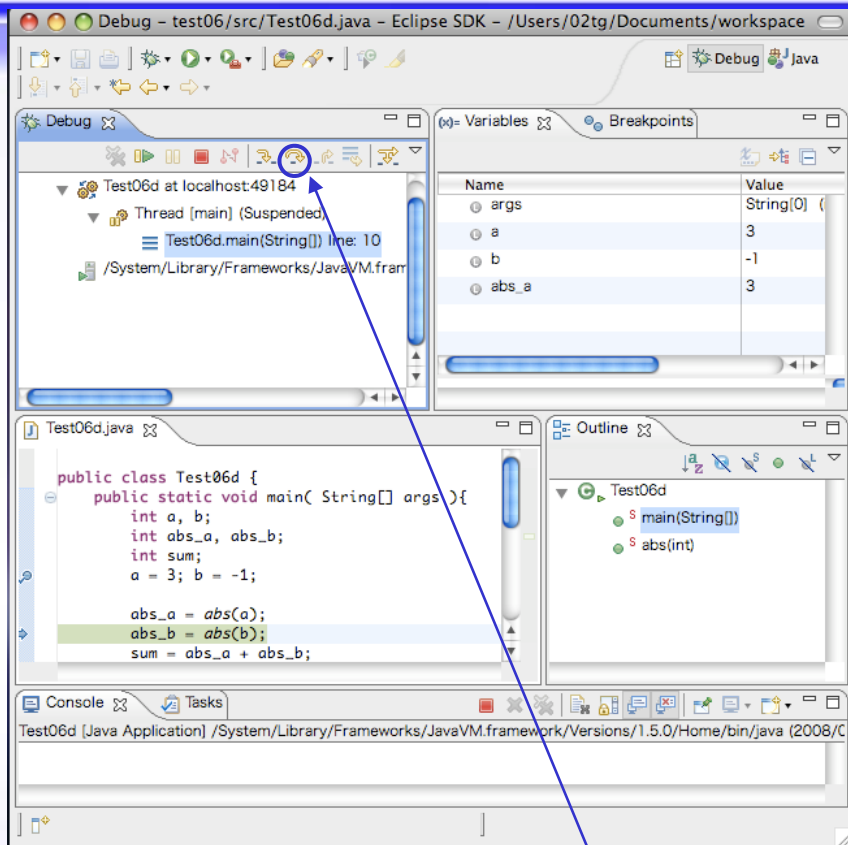 Debug - test06/src/Test06d.java - Eclipse SDK - /Users/02tg/Documents/workspace
Debug Java
Debug
Test06d at localhost:49184
Thread [main] (Suspended)
Test06d.main(String[]) line: 10
/System/Library/Frameworks/JavaVM.fram
(x)= Variables Breakpoints
Name Value
args String[0] (
a 3
b -1
abs_a 3
Test06d.java
public class Test06d {
public static void main( String[] args ){
int a, b;
int abs_a, abs_b;
int sum;
a = 3; b = -1;
abs_a = abs(a);
abs_b = abs(b);
sum = abs_a + abs_b;
Outline
Test06d
main(String[])
abs(int)
Console Tasks
Test06d [Java Application] /System/Library/Frameworks/JavaVM.framework/Versions/1.5.0/Home/bin/java (2008/0